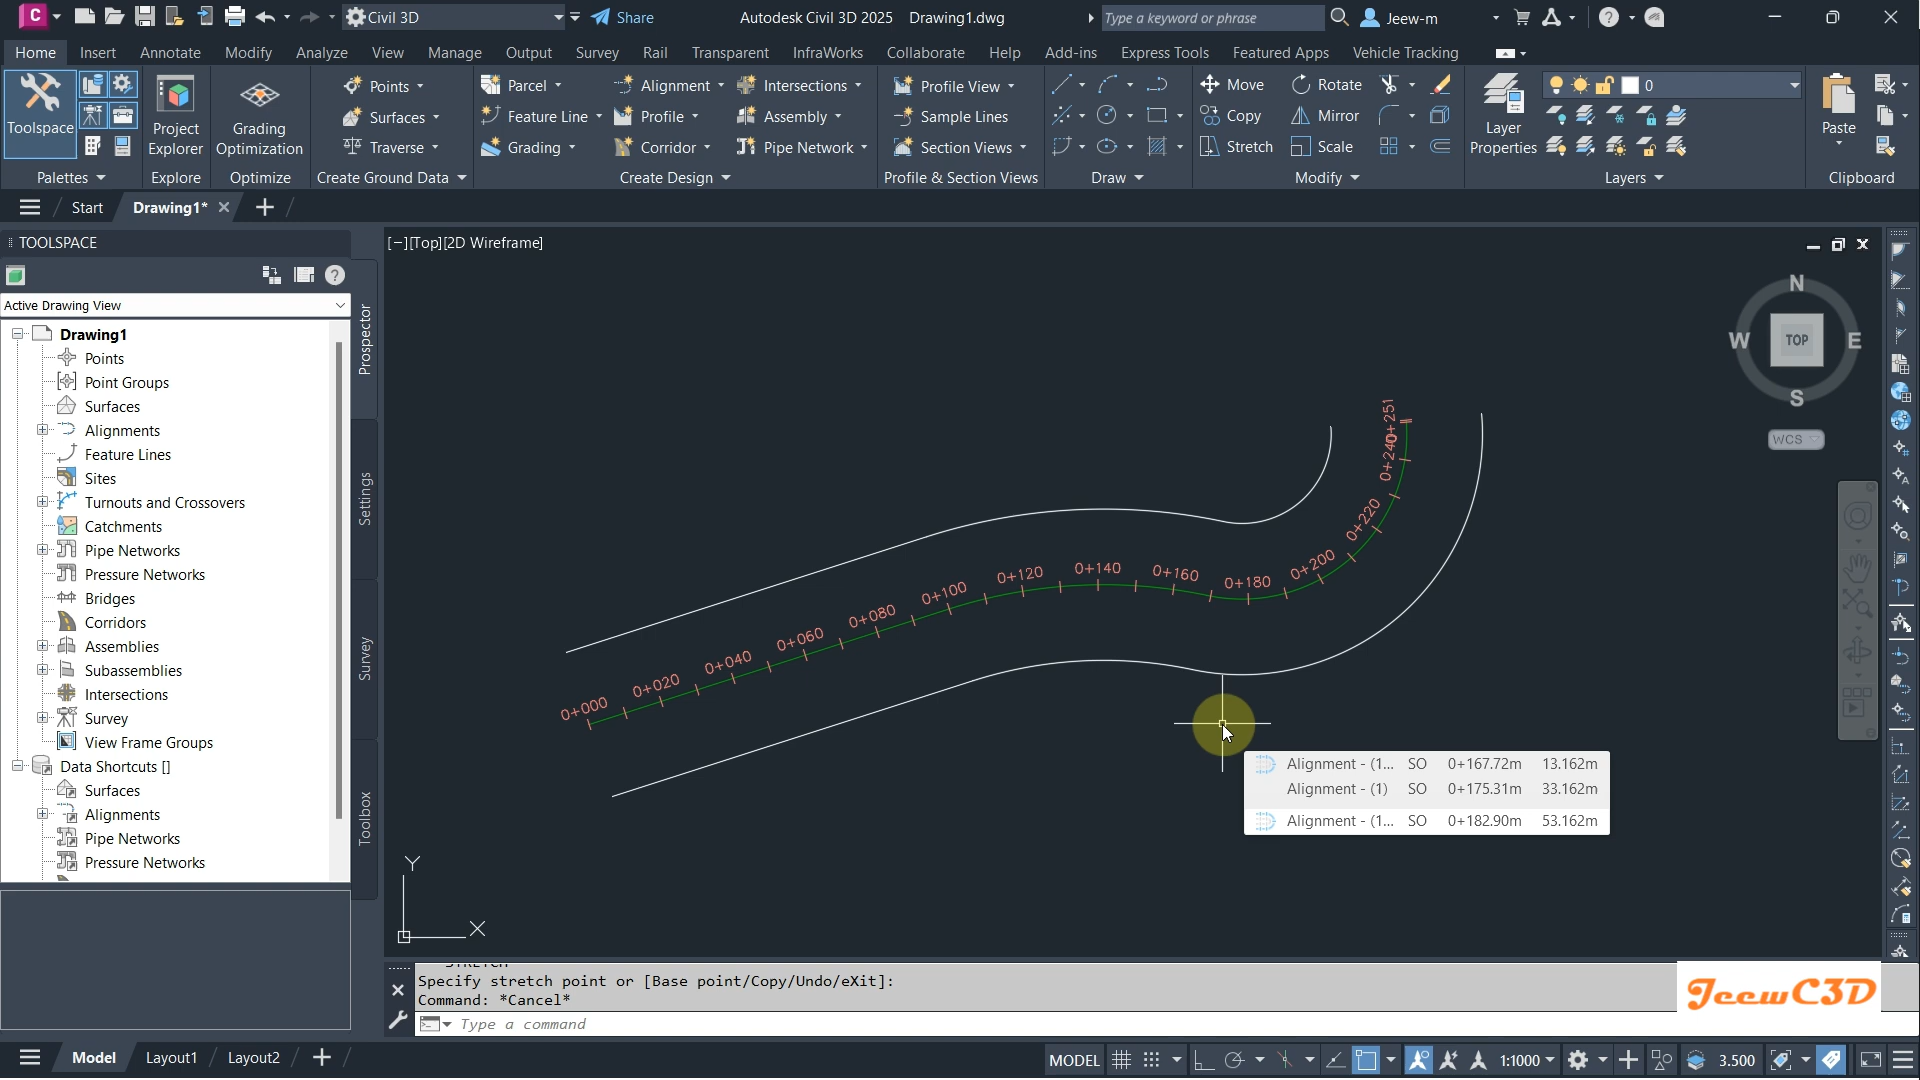 C
Civil 3D
Share
Autodesk Civil 3D 2025 Drawing1.dwg
Type a keyword or phrase
Jeew-m
Home Insert Annotate Modify Analyze View Manage Output Survey Rail Transparent InfraWorks Collaborate Help Add-ins Express Tools Featured Apps Vehicle Tracking
Toolspace
Palettes
Project Explorer
Explore
Grading Optimization
Optimize
Points
Surfaces
Traverse
Create Ground Data
Parcel Alignment Intersections
Feature Line Profile Assembly
Grading Corridor Pipe Network
Create Design
Profile View
Sample Lines
Section Views
Profile & Section Views
Draw
Move Rotate
Copy Mirror
Stretch Scale
Modify
Layer Properties
0
Layers
Paste
Clipboard
Start Drawing1*
TOOLSPACE
Active Drawing View
Drawing1
Points
Point Groups
Surfaces
Alignments
Feature Lines
Sites
Turnouts and Crossovers
Catchments
Pipe Networks
Pressure Networks
Bridges
Corridors
Assemblies
Subassemblies
Intersections
Survey
View Frame Groups
Data Shortcuts []
Surfaces
Alignments
Pipe Networks
Pressure Networks
Prospector
Settings
Survey
Toolbox
[−][Top][2D Wireframe]
N
W TOP E
S
WCS
0+000
0+020
0+040
0+060
0+080
0+100
0+120
0+140
0+160
0+180
0+200
0+220
0+240
0+251
Alignment - (1... SO 0+167.72m 13.162m
Alignment - (1) SO 0+175.31m 33.162m
Alignment - (1... SO 0+182.90m 53.162m
Y
X
Specify stretch point or [Base point/Copy/Undo/eXit]:
Command: *Cancel*
Type a command
JeewC3D
Model Layout1 Layout2
MODEL 1:1000 3.500